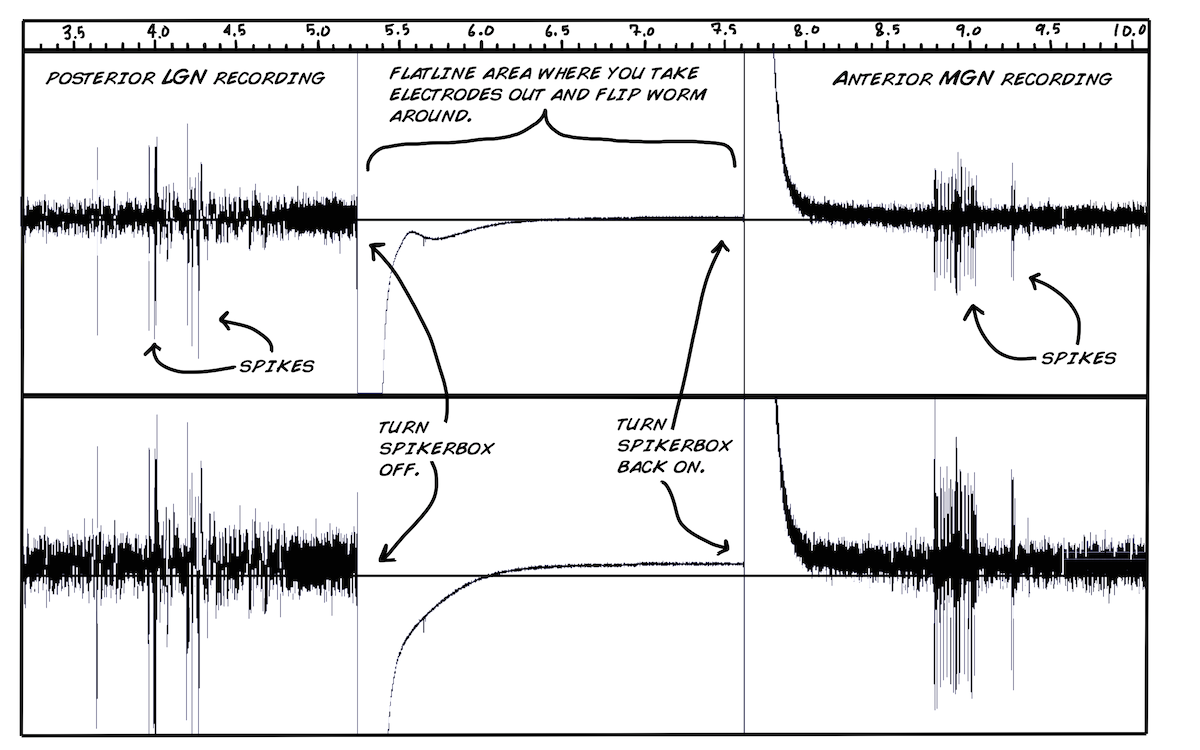 3.5 4.0 4.5 5.0 5.5 6.0 6.5 7.0 7.5 8.0 8.5 9.0 9.5 10.0
POSTERIOR LGN RECORDING
FLATLINE AREA WHERE YOU TAKE
ELECTRODES OUT AND FLIP WORM
AROUND.
ANTERIOR MGN RECORDING
SPIKES
SPIKES
TURN
SPIKERBOX
OFF.
TURN
SPIKERBOX
BACK ON.